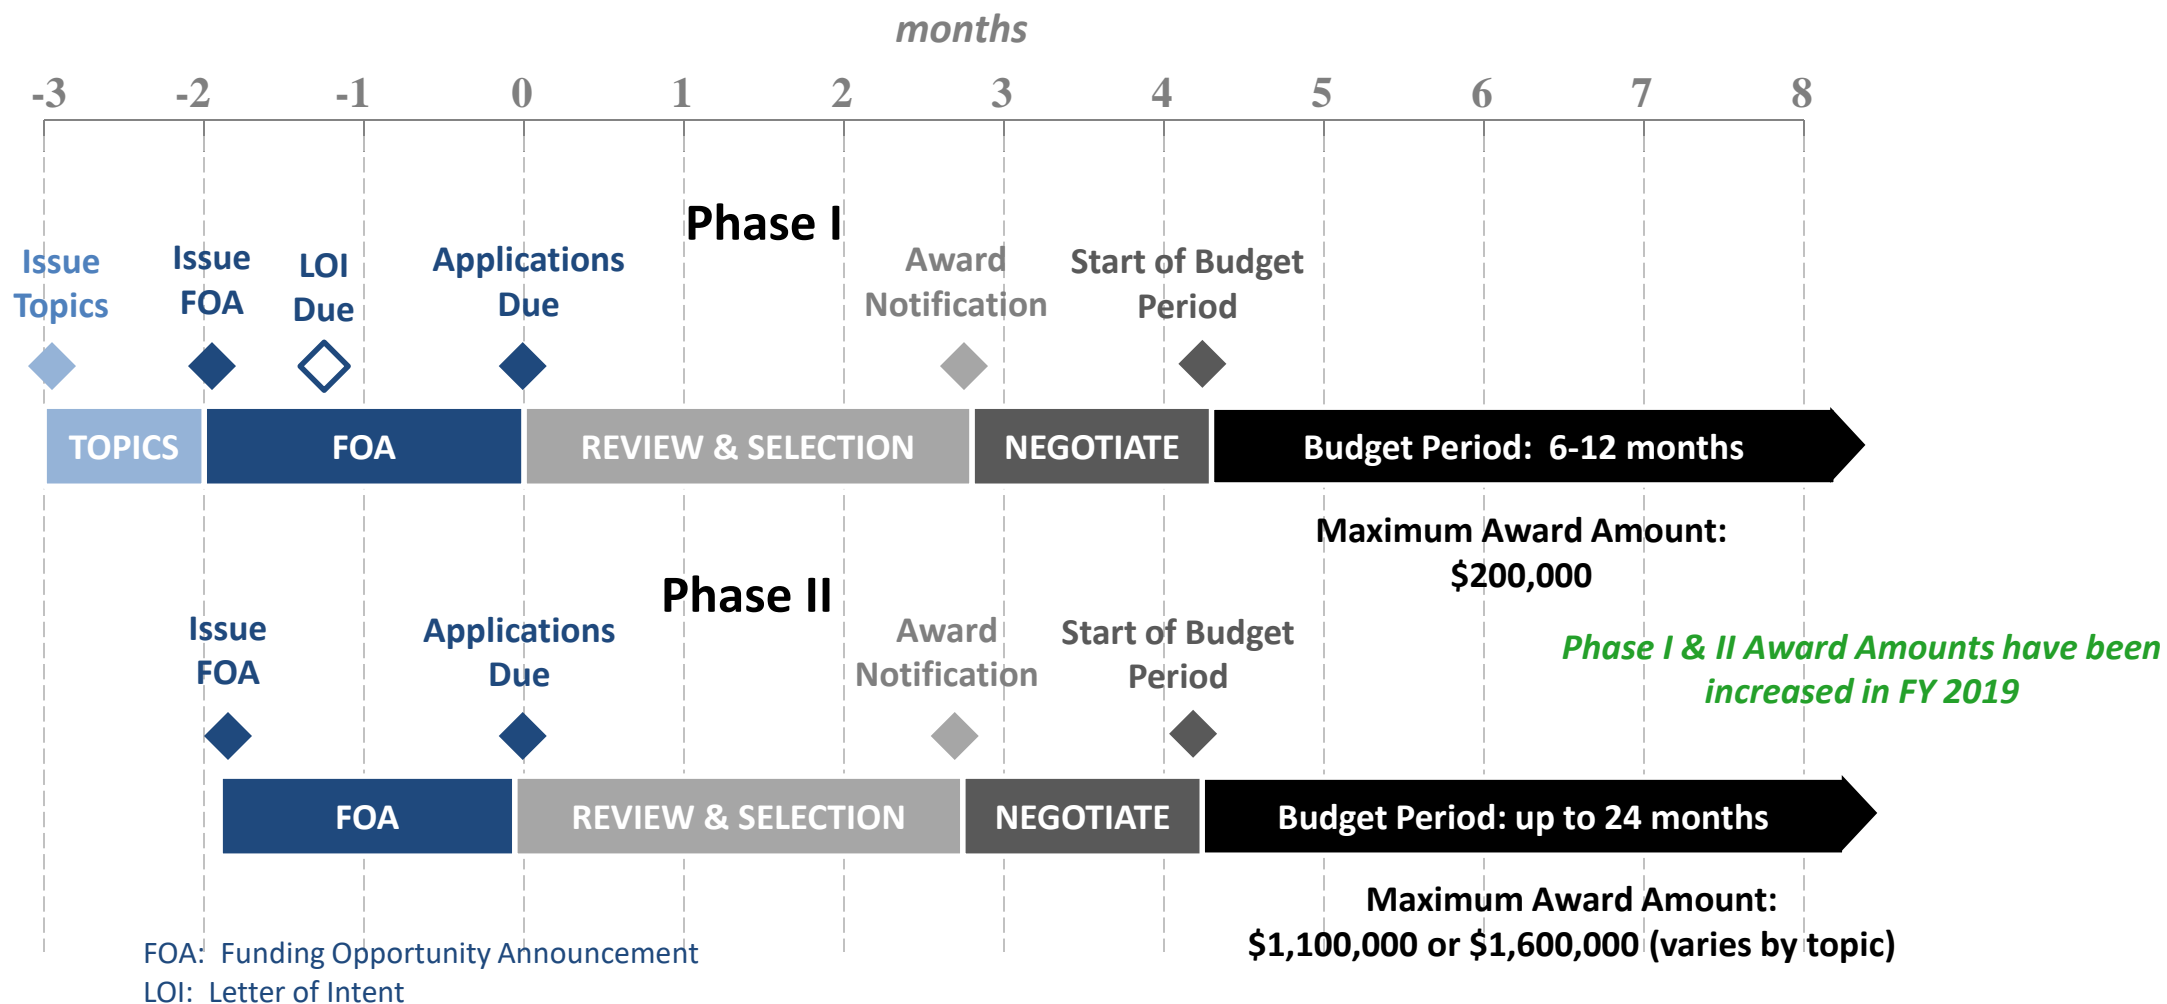 months
-3 -2 -1 0 1 2 3 4 5 6 7 8
Phase I
Issue
Topics
Issue
FOA
LOI
Due
Applications
Due
Award
Notification
Start of Budget
Period
TOPICS
FOA
REVIEW & SELECTION
NEGOTIATE
Budget Period:  6-12 months
Maximum Award Amount:
$200,000
Phase II
Issue
FOA
Applications
Due
Award
Notification
Start of Budget
Period
Phase I & II Award Amounts have been
increased in FY 2019
FOA
REVIEW & SELECTION
NEGOTIATE
Budget Period: up to 24 months
Maximum Award Amount:
$1,100,000 or $1,600,000 (varies by topic)
FOA:  Funding Opportunity Announcement
LOI:  Letter of Intent